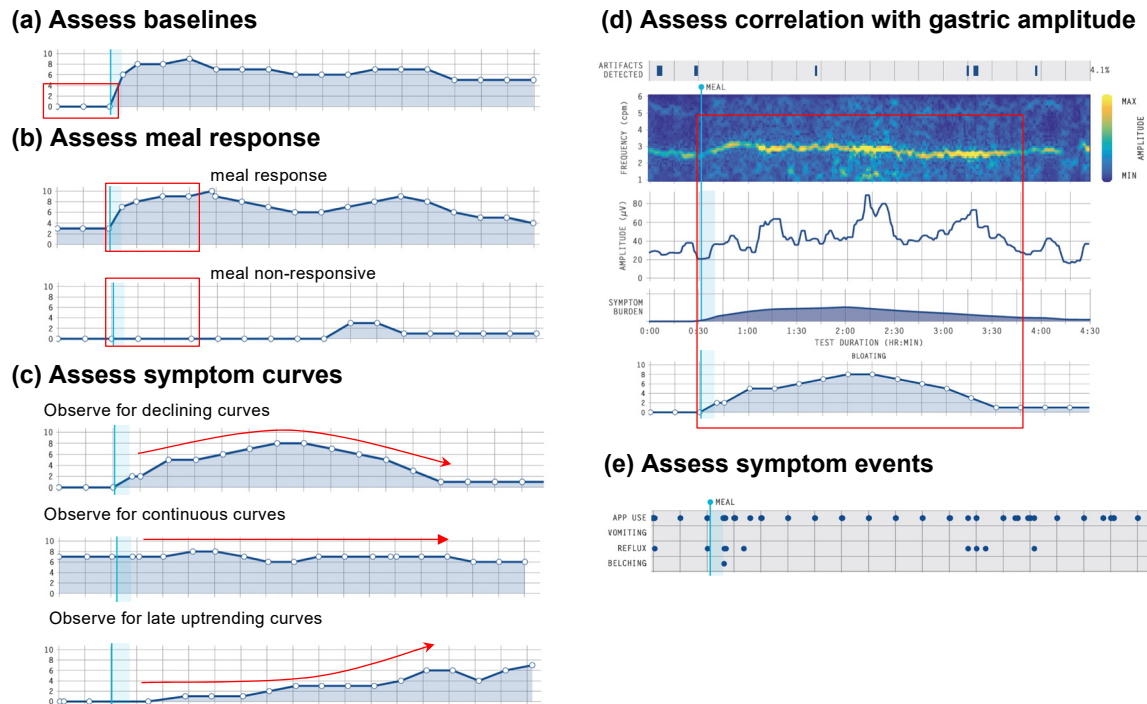 (a) Assess baselines
10
8
6
4
2
0
(b) Assess meal response
meal response
10
8
6
4
2
0
meal non-responsive
10
8
6
4
2
0
(c) Assess symptom curves
Observe for declining curves
10
8
6
4
2
0
Observe for continuous curves
10
8
6
4
2
0
Observe for late uptrending curves
10
8
6
4
2
0
(d) Assess correlation with gastric amplitude
ARTIFACTS
DETECTED
4.1%
MEAL
FREQUENCY (cpm)
6
5
4
3
2
1
MAX
AMPLITUDE
MIN
AMPLITUDE (µV)
80
60
40
20
0
SYMPTOM
BURDEN
0:00 0:30 1:00 1:30 2:00 2:30 3:00 3:30 4:00 4:30
TEST DURATION (HR:MIN)
BLOATING
10
8
6
4
2
0
(e) Assess symptom events
MEAL
APP USE
VOMITING
REFLUX
BELCHING